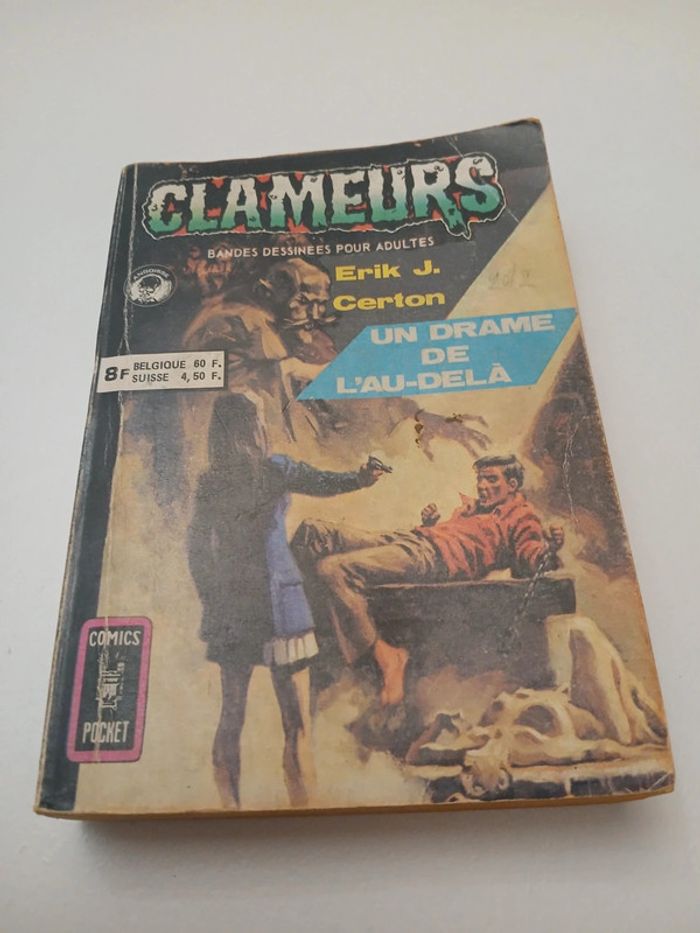 CLAMEURS
BANDES DESSINEES POUR ADULTES
ANGOISSE
Erik J.
Certon
UN DRAME
DE
L'AU-DELÀ
8F BELGIQUE 60 F.
SUISSE 4,50 F.
COMICS
POCKET